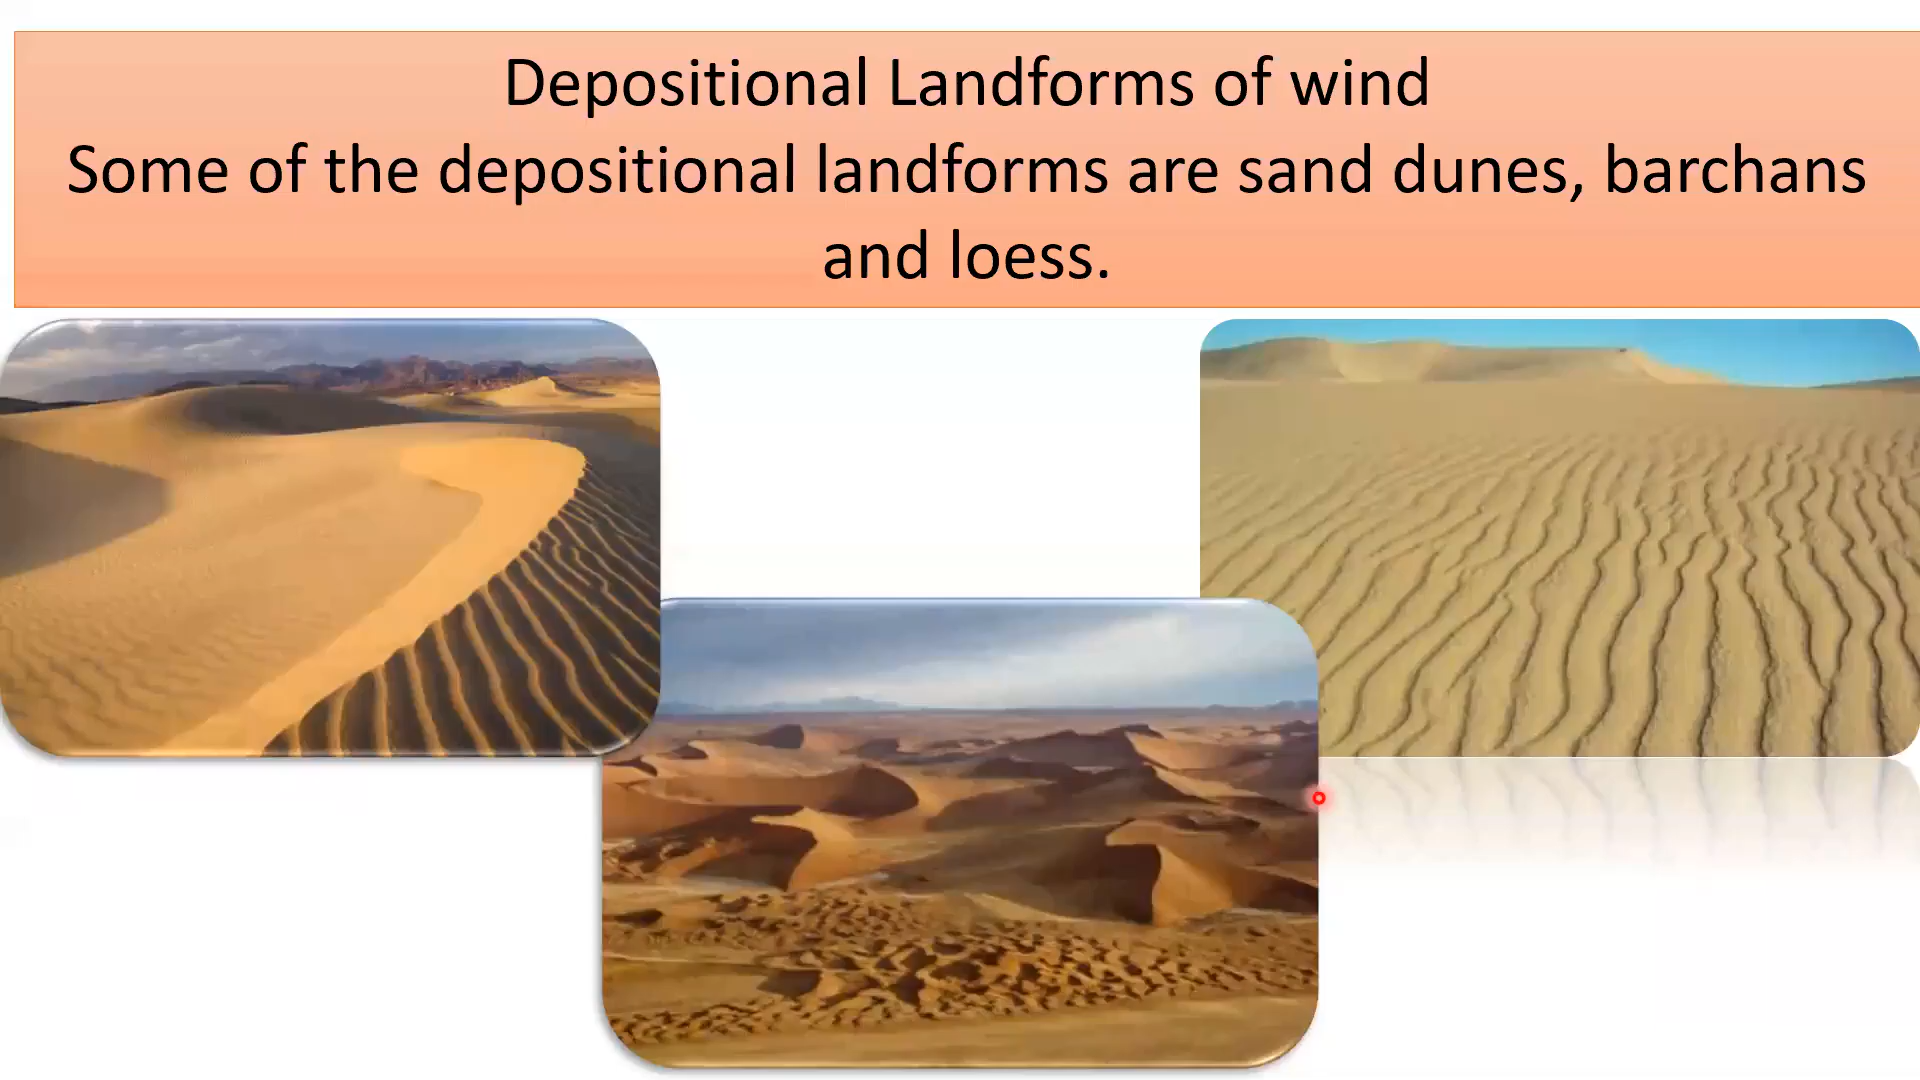 Depositional Landforms of wind
Some of the depositional landforms are sand dunes, barchans
and loess.